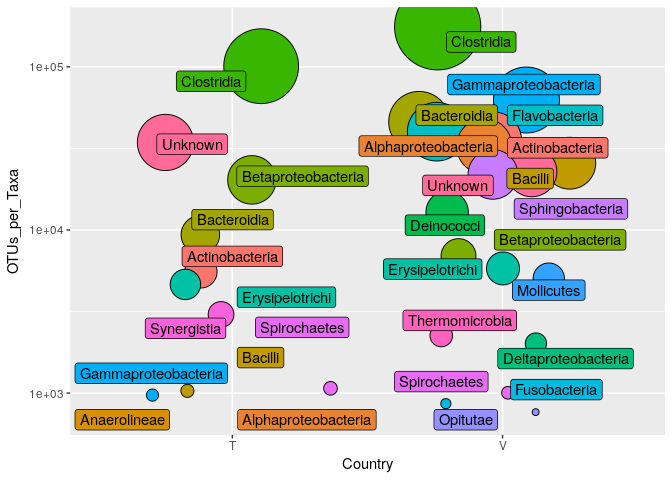 Clostridia
Clostridia
1e+05
Gammaproteobacteria
Bacteroidia
Flavobacteria
Unknown
Alphaproteobacteria
Actinobacteria
Betaproteobacteria
Unknown
Bacilli
Bacteroidia
Sphingobacteria
Deinococci
1e+04
Betaproteobacteria
Actinobacteria
Erysipelotrichi
Erysipelotrichi
Mollicutes
Synergistia
Spirochaetes
Thermomicrobia
Bacilli
Deltaproteobacteria
Gammaproteobacteria
Spirochaetes
Fusobacteria
1e+03
Anaerolineae
Alphaproteobacteria
Opitutae
T
V
Country
OTUs_per_Taxa